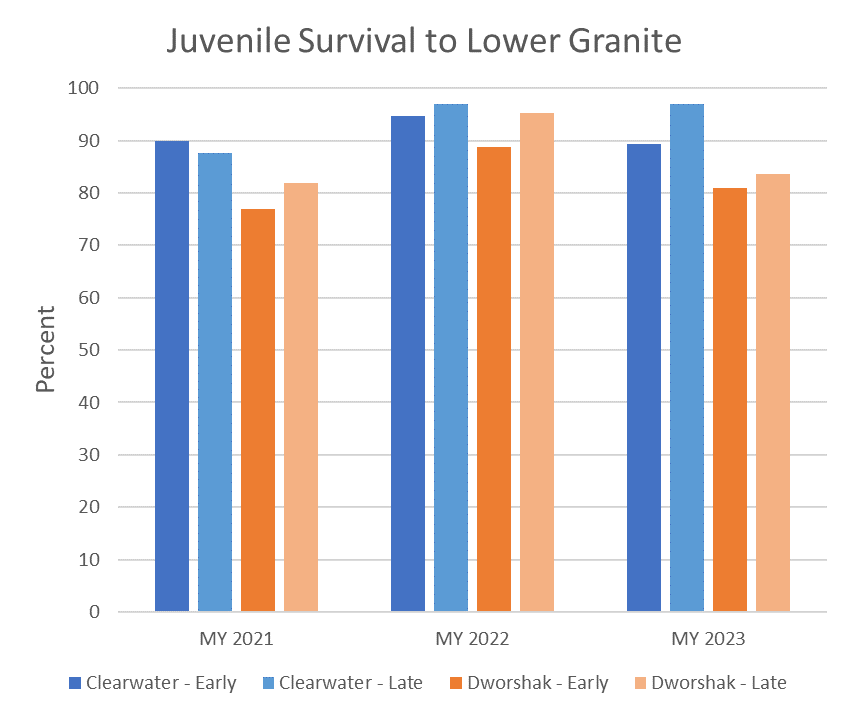 Juvenile Survival to Lower Granite
100
90
80
70
60
50
40
30
20
10
0
Percent
MY 2021 MY 2022 MY 2023
Clearwater - Early Clearwater - Late Dworshak - Early Dworshak - Late